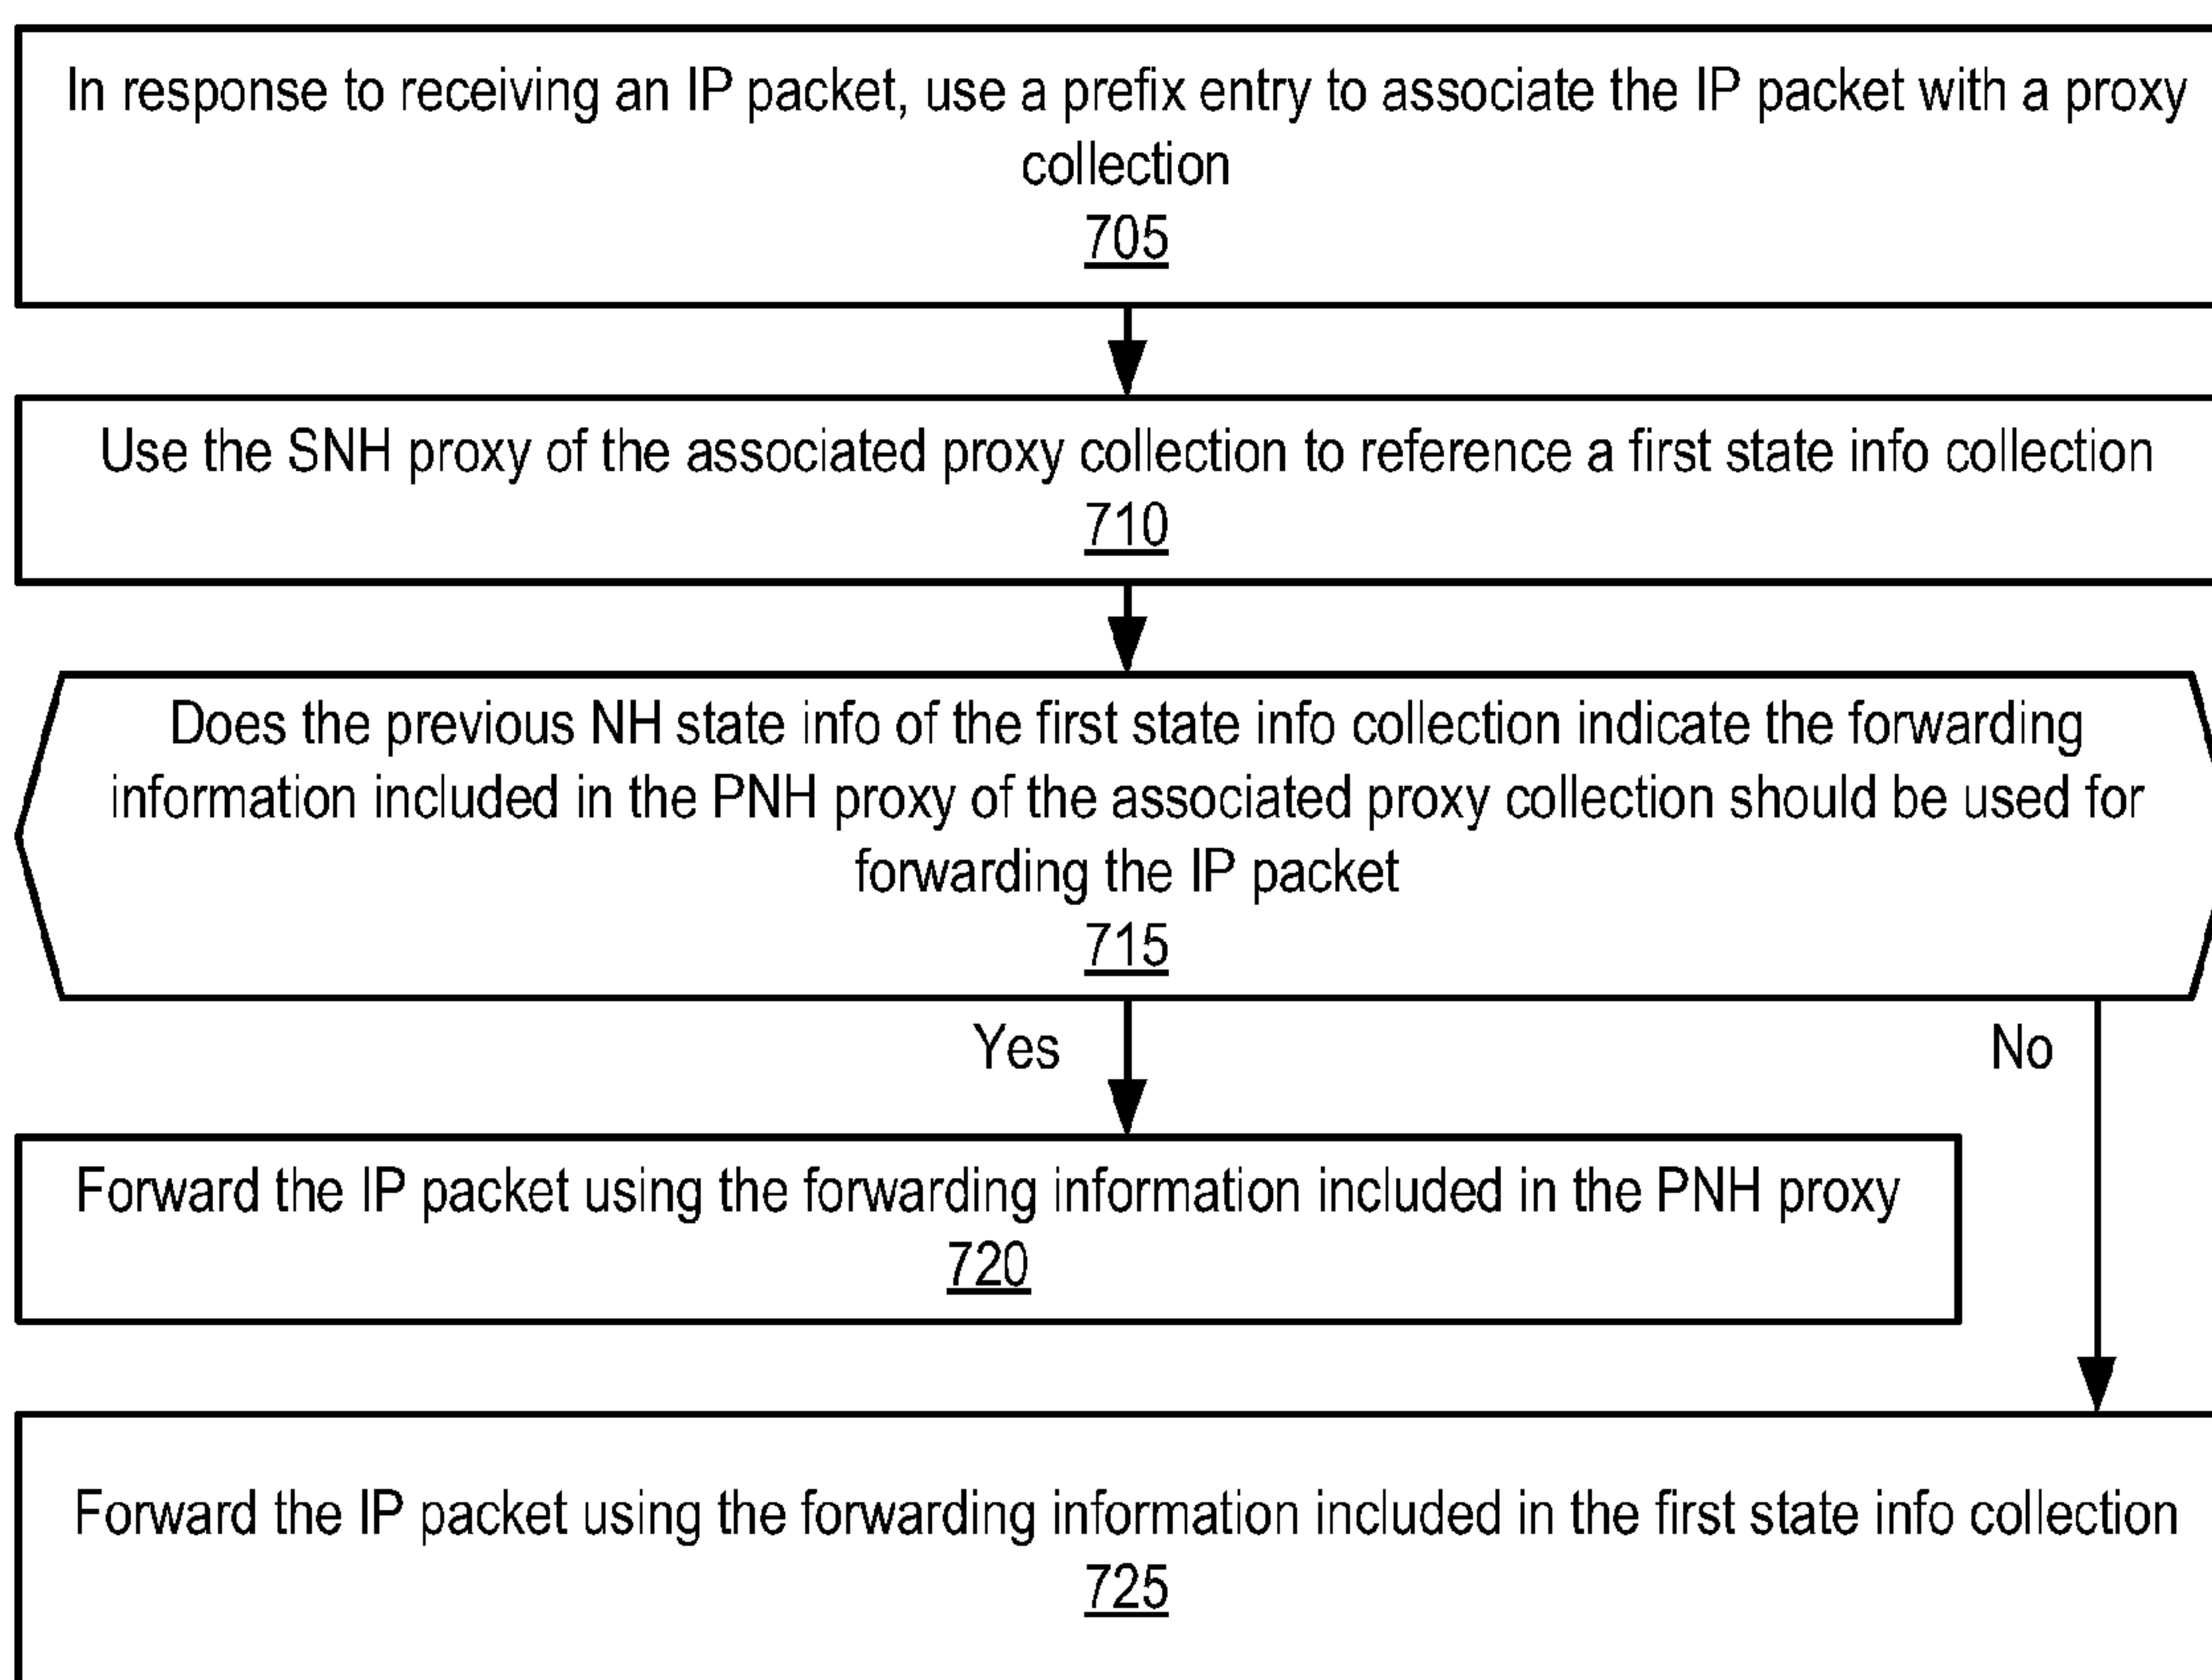 In response to receiving an IP packet, use a prefix entry to associate the IP packet with a proxy
collection
705
Use the SNH proxy of the associated proxy collection to reference a first state info collection
710
Does the previous NH state info of the first state info collection indicate the forwarding
information included in the PNH proxy of the associated proxy collection should be used for
forwarding the IP packet
715
Yes
No
Forward the IP packet using the forwarding information included in the PNH proxy
720
Forward the IP packet using the forwarding information included in the first state info collection
725